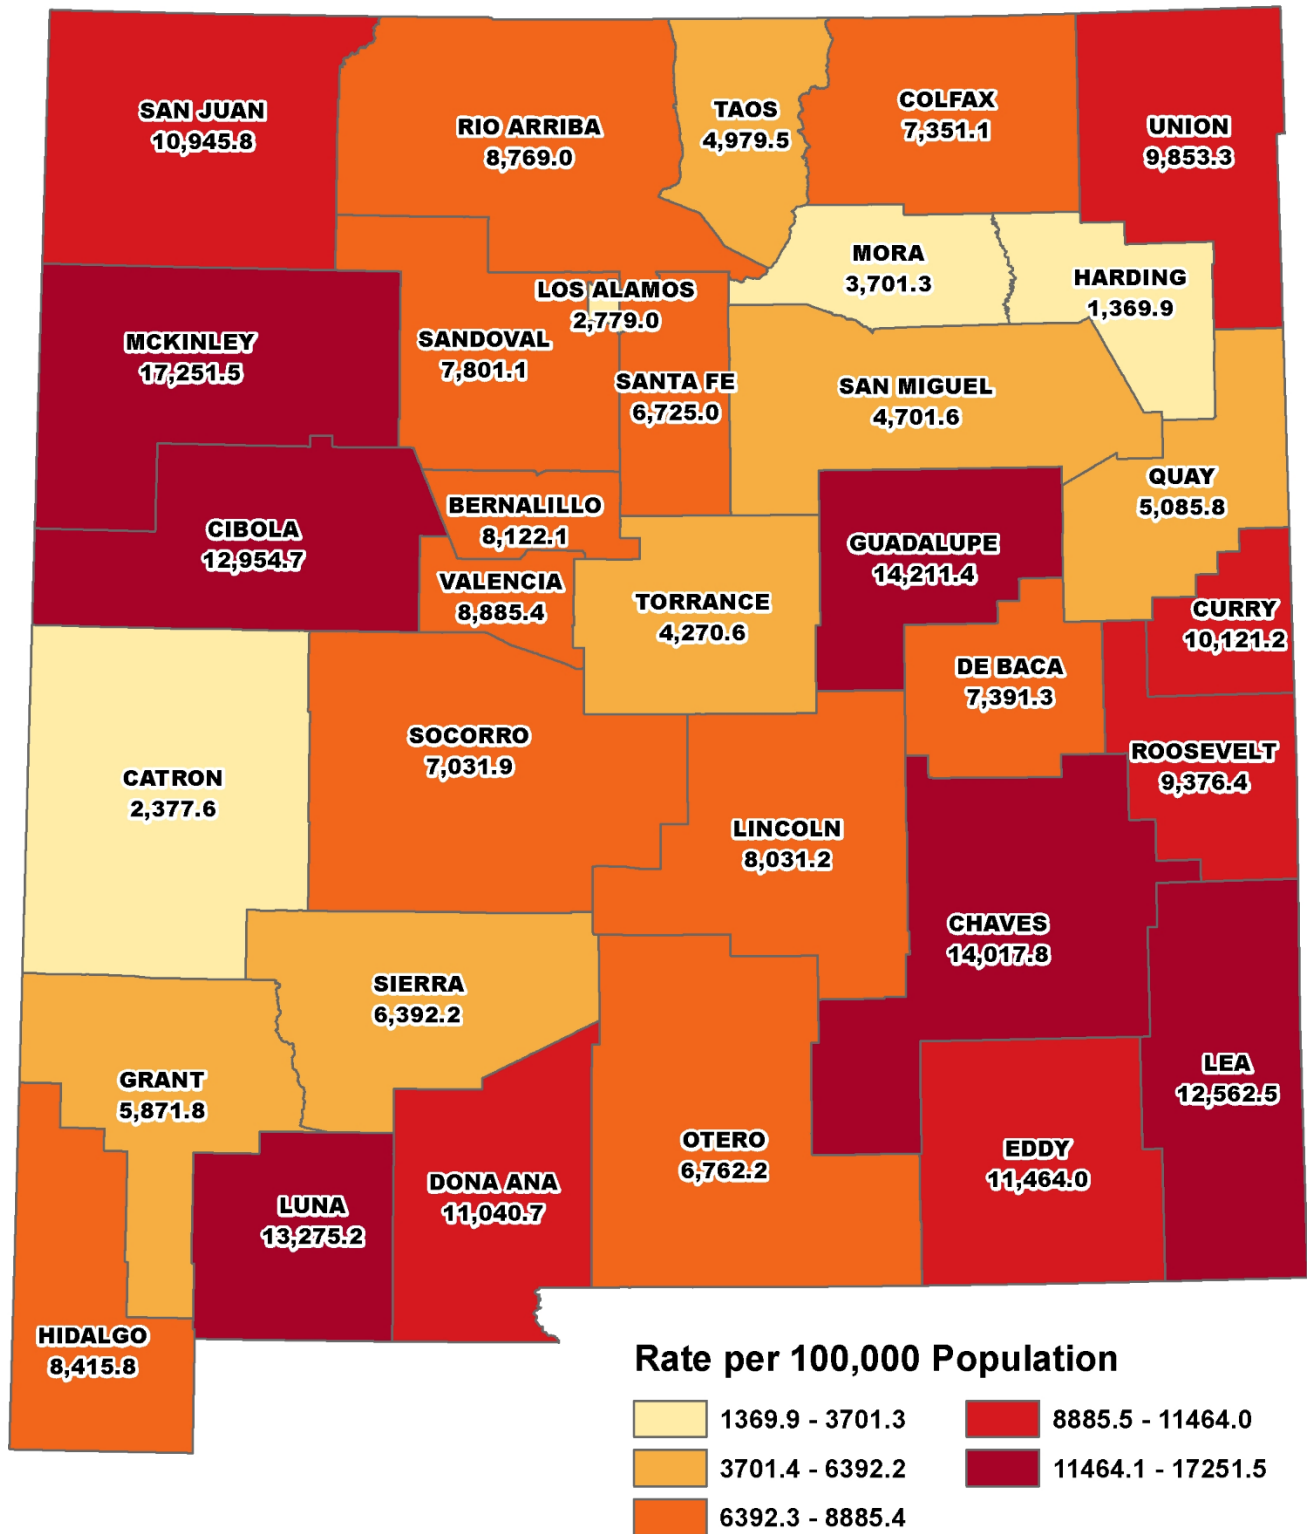 SAN JUAN
10,945.8
RIO ARRIBA
8,769.0
TAOS
4,979.5
COLFAX
7,351.1
UNION
9,853.3
MORA
3,701.3
HARDING
1,369.9
LOS ALAMOS
2,779.0
MCKINLEY
17,251.5
SANDOVAL
7,801.1
SANTA FE
6,725.0
SAN MIGUEL
4,701.6
QUAY
5,085.8
BERNALILLO
8,122.1
CIBOLA
12,954.7
GUADALUPE
14,211.4
VALENCIA
8,885.4
TORRANCE
4,270.6
CURRY
10,121.2
DE BACA
7,391.3
SOCORRO
7,031.9
ROOSEVELT
9,376.4
CATRON
2,377.6
LINCOLN
8,031.2
CHAVES
14,017.8
SIERRA
6,392.2
LEA
12,562.5
GRANT
5,871.8
OTERO
6,762.2
EDDY
11,464.0
DONA ANA
11,040.7
LUNA
13,275.2
HIDALGO
8,415.8
Rate per 100,000 Population
1369.9 - 3701.3
3701.4 - 6392.2
6392.3 - 8885.4
8885.5 - 11464.0
11464.1 - 17251.5